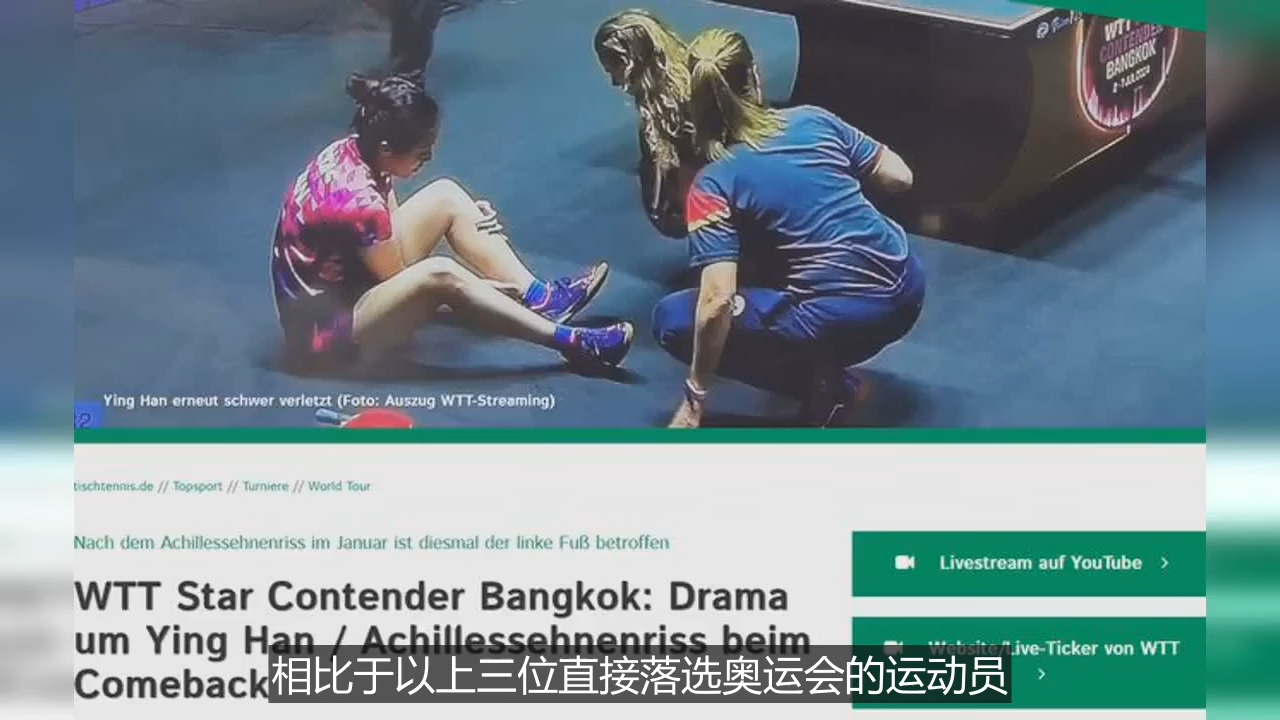 WTT
CONTENDER
BANGKOK
Ying Han erneut schwer verletzt (Foto: Auszug WTT-Streaming)
tischtennis.de // Topsport // Turniere // World Tour
Nach dem Achillessehnenriss im Januar ist diesmal der linke Fuß betroffen
WTT Star Contender Bangkok: Drama
um Ying Han / Achillessehnenriss beim
Comeback
Livestream auf YouTube
Website/Live-Ticker von WTT
相比于以上三位直接落选奥运会的运动员